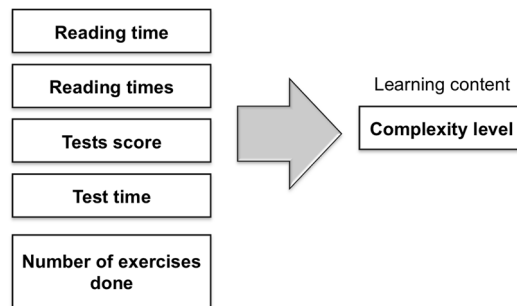 Reading time
Reading times
Tests score
Test time
Number of exercises
done
Learning content
Complexity level